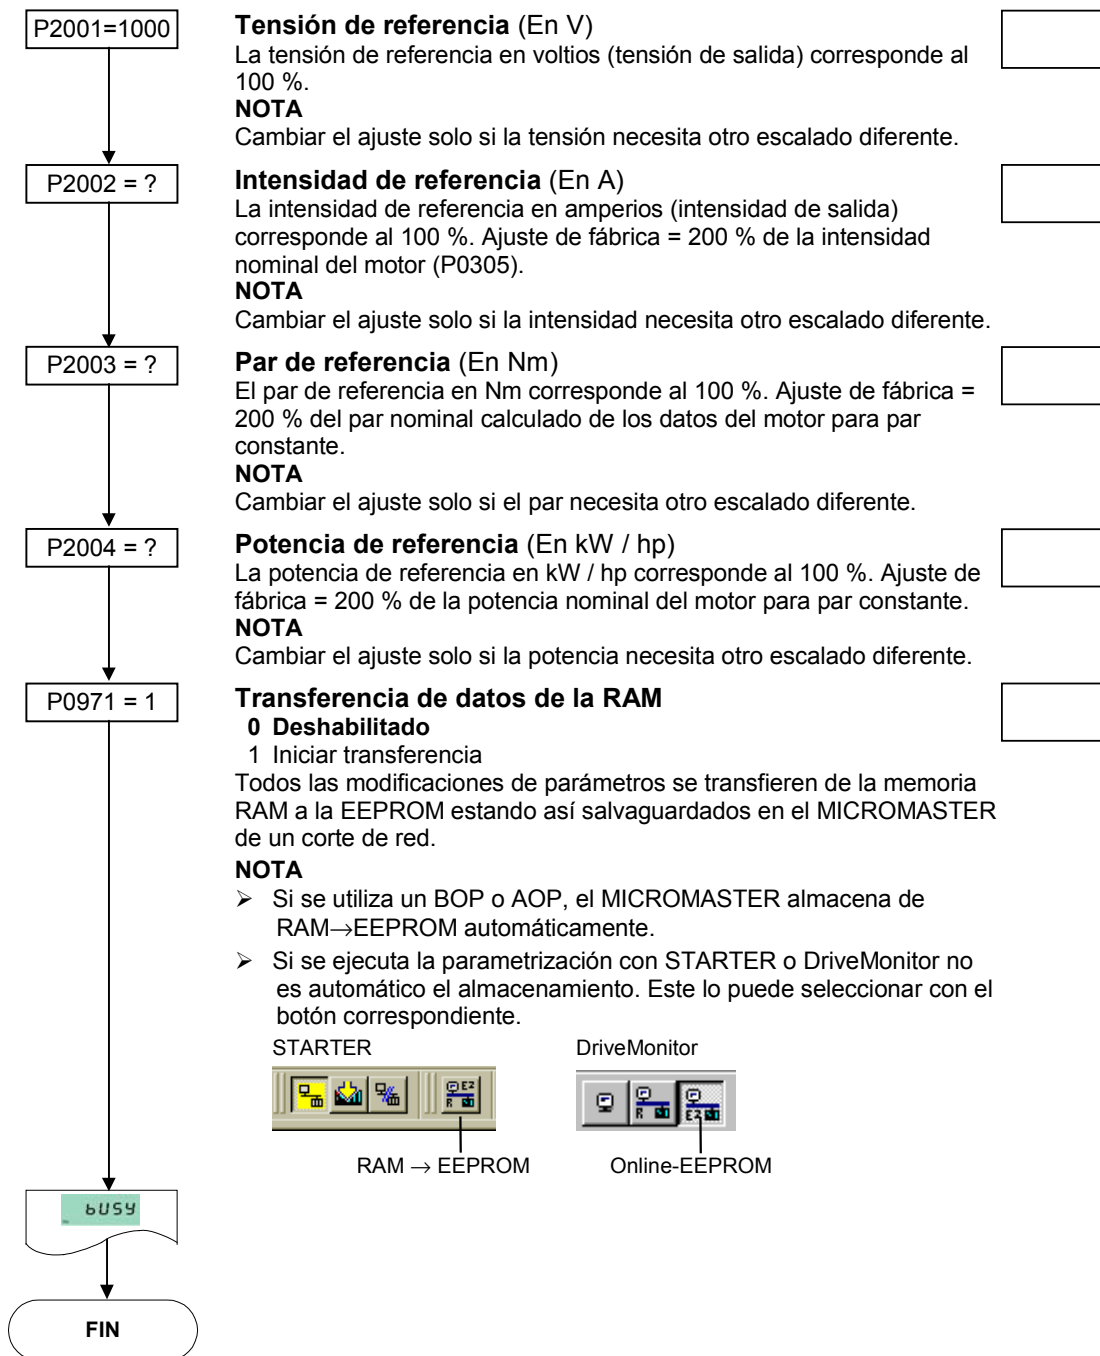 P2001=1000
Tensión de referencia (En V)
La tensión de referencia en voltios (tensión de salida) corresponde al
100 %.
NOTA
Cambiar el ajuste solo si la tensión necesita otro escalado diferente.
P2002 = ?
Intensidad de referencia (En A)
La intensidad de referencia en amperios (intensidad de salida)
corresponde al 100 %. Ajuste de fábrica = 200 % de la intensidad
nominal del motor (P0305).
NOTA
Cambiar el ajuste solo si la intensidad necesita otro escalado diferente.
P2003 = ?
Par de referencia (En Nm)
El par de referencia en Nm corresponde al 100 %. Ajuste de fábrica =
200 % del par nominal calculado de los datos del motor para par
constante.
NOTA
Cambiar el ajuste solo si el par necesita otro escalado diferente.
P2004 = ?
Potencia de referencia (En kW / hp)
La potencia de referencia en kW / hp corresponde al 100 %. Ajuste de
fábrica = 200 % de la potencia nominal del motor para par constante.
NOTA
Cambiar el ajuste solo si la potencia necesita otro escalado diferente.
P0971 = 1
Transferencia de datos de la RAM
0 Deshabilitado
1 Iniciar transferencia
Todos las modificaciones de parámetros se transfieren de la memoria
RAM a la EEPROM estando así salvaguardados en el MICROMASTER
de un corte de red.
NOTA
➢ Si se utiliza un BOP o AOP, el MICROMASTER almacena de
RAM→EEPROM automáticamente.
➢ Si se ejecuta la parametrización con STARTER o DriveMonitor no
es automático el almacenamiento. Este lo puede seleccionar con el
botón correspondiente.
STARTER
DriveMonitor
E2
R
R
E2
RAM → EEPROM
Online-EEPROM
busy
FIN